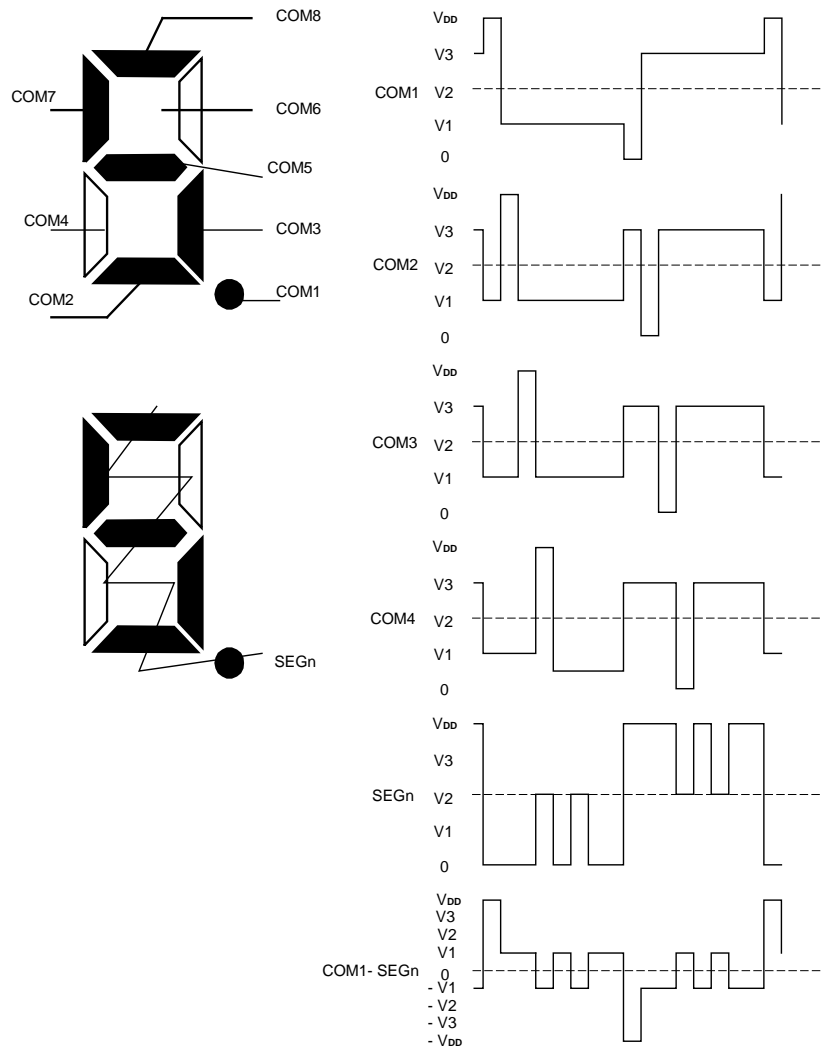 COM8
COM7
COM6
COM5
COM4
COM3
COM2
COM1
SEGn
COM1
VDD
V3
V2
V1
0
COM2
VDD
V3
V2
V1
0
COM3
VDD
V3
V2
V1
0
COM4
VDD
V3
V2
V1
0
SEGn
VDD
V3
V2
V1
0
COM1- SEGn
VDD
V3
V2
V1
0
- V1
- V2
- V3
- VDD